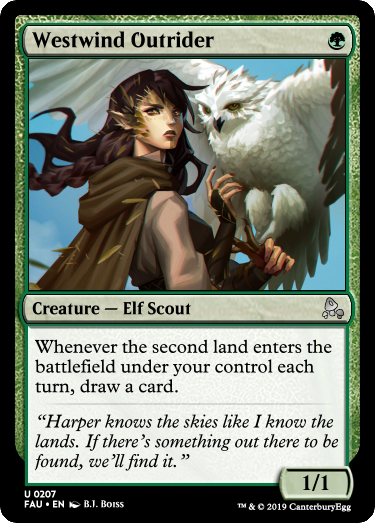 Westwind Outrider
Creature — Elf Scout
Whenever the second land enters the
battlefield under your control each
turn, draw a card.
“Harper knows the skies like I know the
lands. If there’s something out there to be
found, we’ll find it.”
1/1
U 0207
FAU • EN B.J. Boiss
™ & © 2019 CanterburyEgg